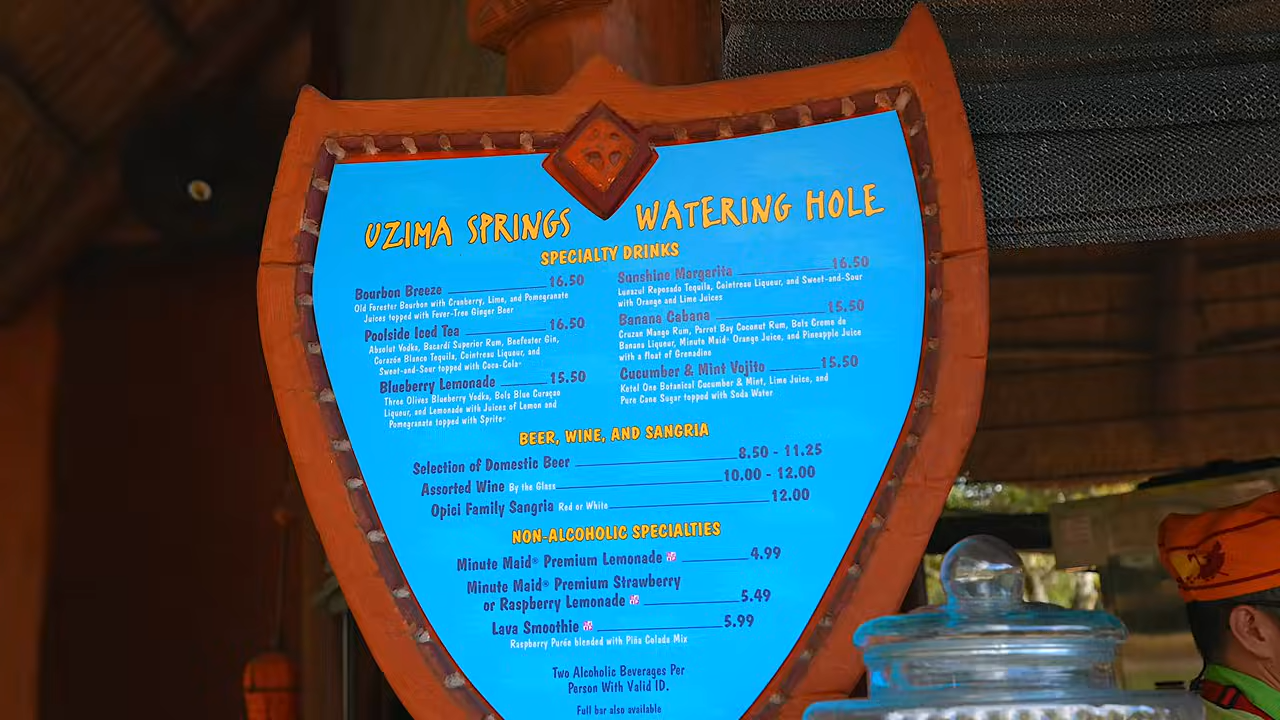 UZIMA SPRINGS WATERING HOLE
SPECIALTY DRINKS
Bourbon Breeze 16.50
Old Forester Bourbon with Cranberry, Lime, and Pomegranate
Juices topped with Fever-Tree Ginger Beer
Poolside Iced Tea 16.50
Absolut Vodka, Bacardi Superior Rum, Beefeater Gin,
Corazón Blanco Tequila, Cointreau Liqueur, and
Sweet-and-Sour topped with Coca-Cola®
Blueberry Lemonade 15.50
Three Olives Blueberry Vodka, Bols Blue Curaçao
Liqueur, and Lemonade with Juices of Lemon and
Pomegranate topped with Sprite®
Sunshine Margarita 16.50
Lunazul Reposado Tequila, Cointreau Liqueur, and Sweet-and-Sour
with Orange and Lime Juices
Banana Cabana 15.50
Cruzan Mango Rum, Parrot Bay Coconut Rum, Bols Creme de
Banana Liqueur, Minute Maid® Orange Juice, and Pineapple Juice
with a float of Grenadine
Cucumber & Mint Vojito 15.50
Ketel One Botanical Cucumber & Mint, Lime Juice, and
Pure Cane Sugar topped with Soda Water
BEER, WINE, AND SANGRIA
Selection of Domestic Beer 8.50 - 11.25
Assorted Wine By the Glass 10.00 - 12.00
Opici Family Sangria Red or White 12.00
NON-ALCOHOLIC SPECIALTIES
Minute Maid® Premium Lemonade 4.99
Minute Maid® Premium Strawberry
or Raspberry Lemonade 5.49
Lava Smoothie 5.99
Raspberry Purée blended with Piña Colada Mix
Two Alcoholic Beverages Per
Person With Valid ID.
Full bar also available